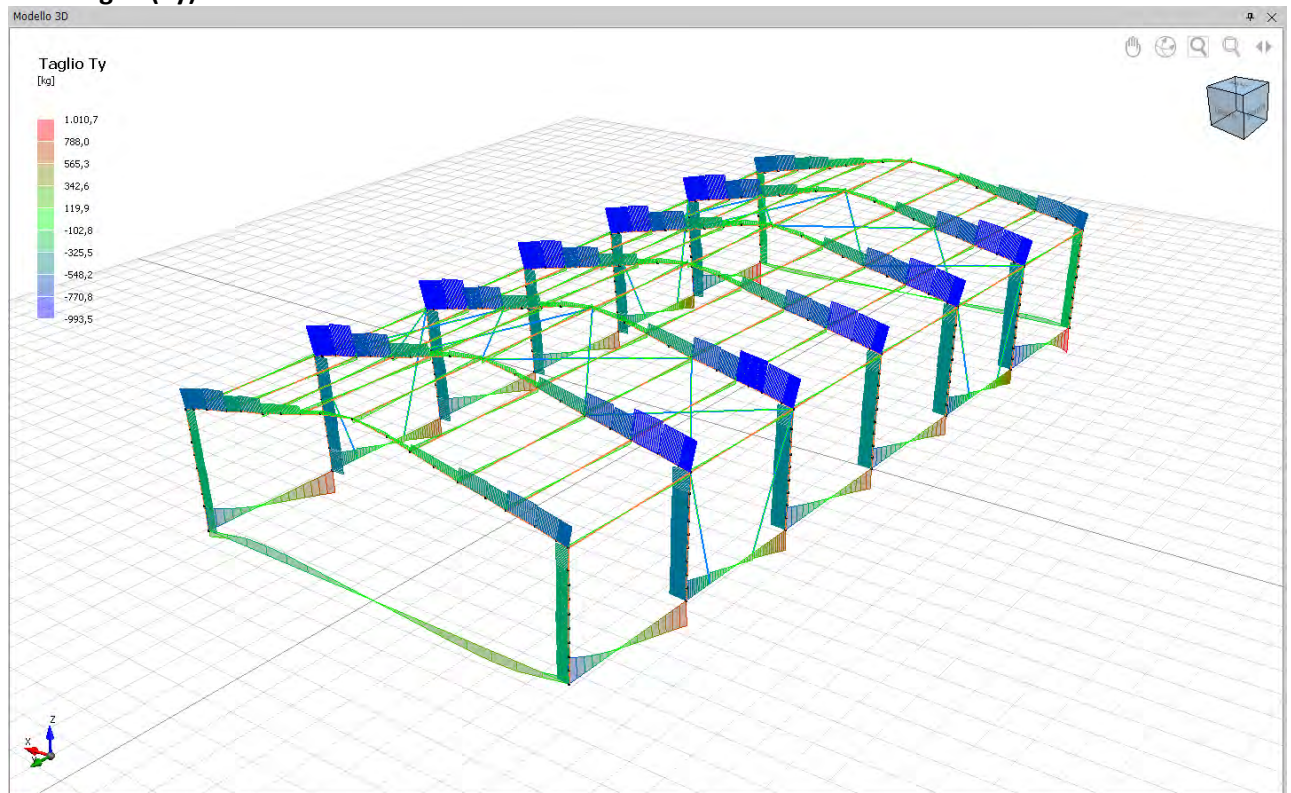 Modello 3D
Taglio Ty
[kg]
1.010,7
788,0
565,3
342,6
119,9
-102,8
-325,5
-548,2
-770,8
-993,5
Z
X